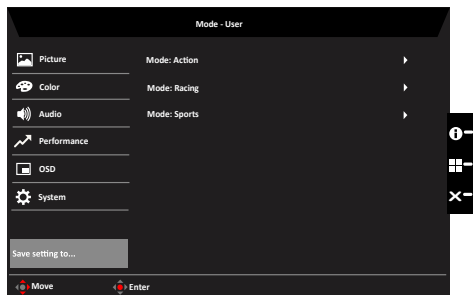 Mode - User
Picture
Mode: Action
Color
Mode: Racing
Audio
Mode: Sports
Performance
OSD
System
Save setting to...
Move
Enter